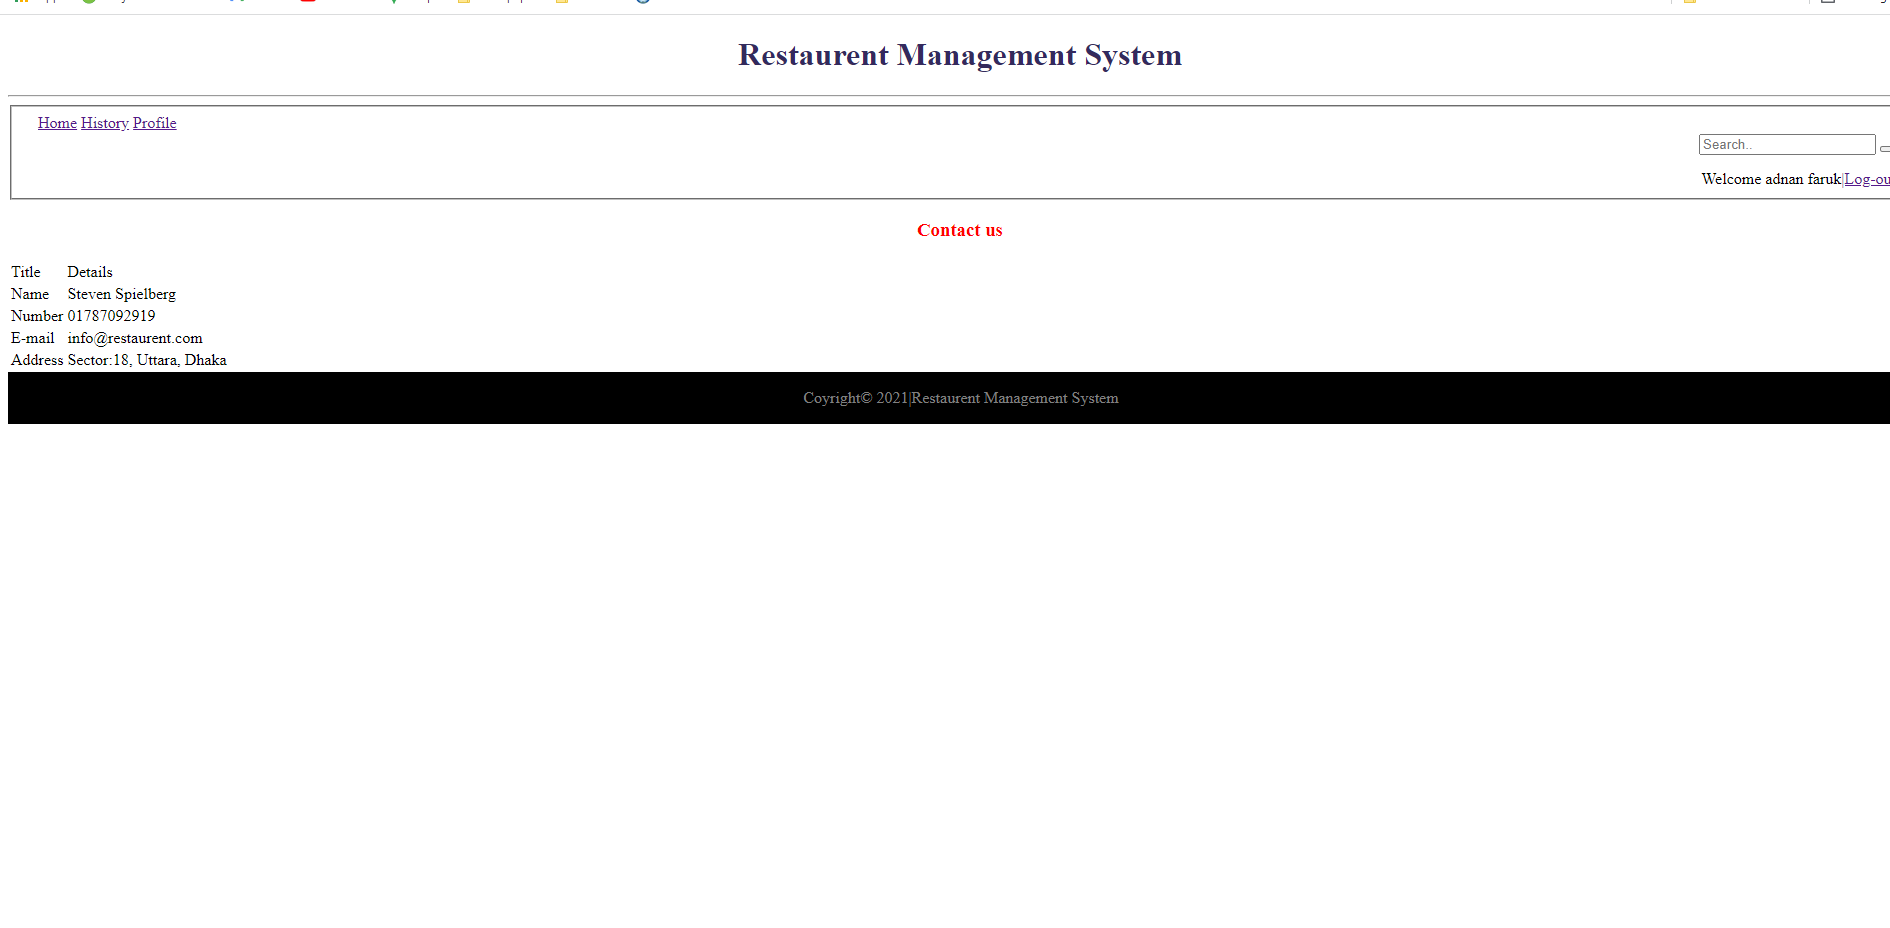 Restaurent Management System
Home History Profile
Search..
Welcome adnan faruk|Log-ou
Contact us
Title Details
Name Steven Spielberg
Number 01787092919
E-mail info@restaurent.com
Address Sector:18, Uttara, Dhaka
Coyright© 2021|Restaurent Management System